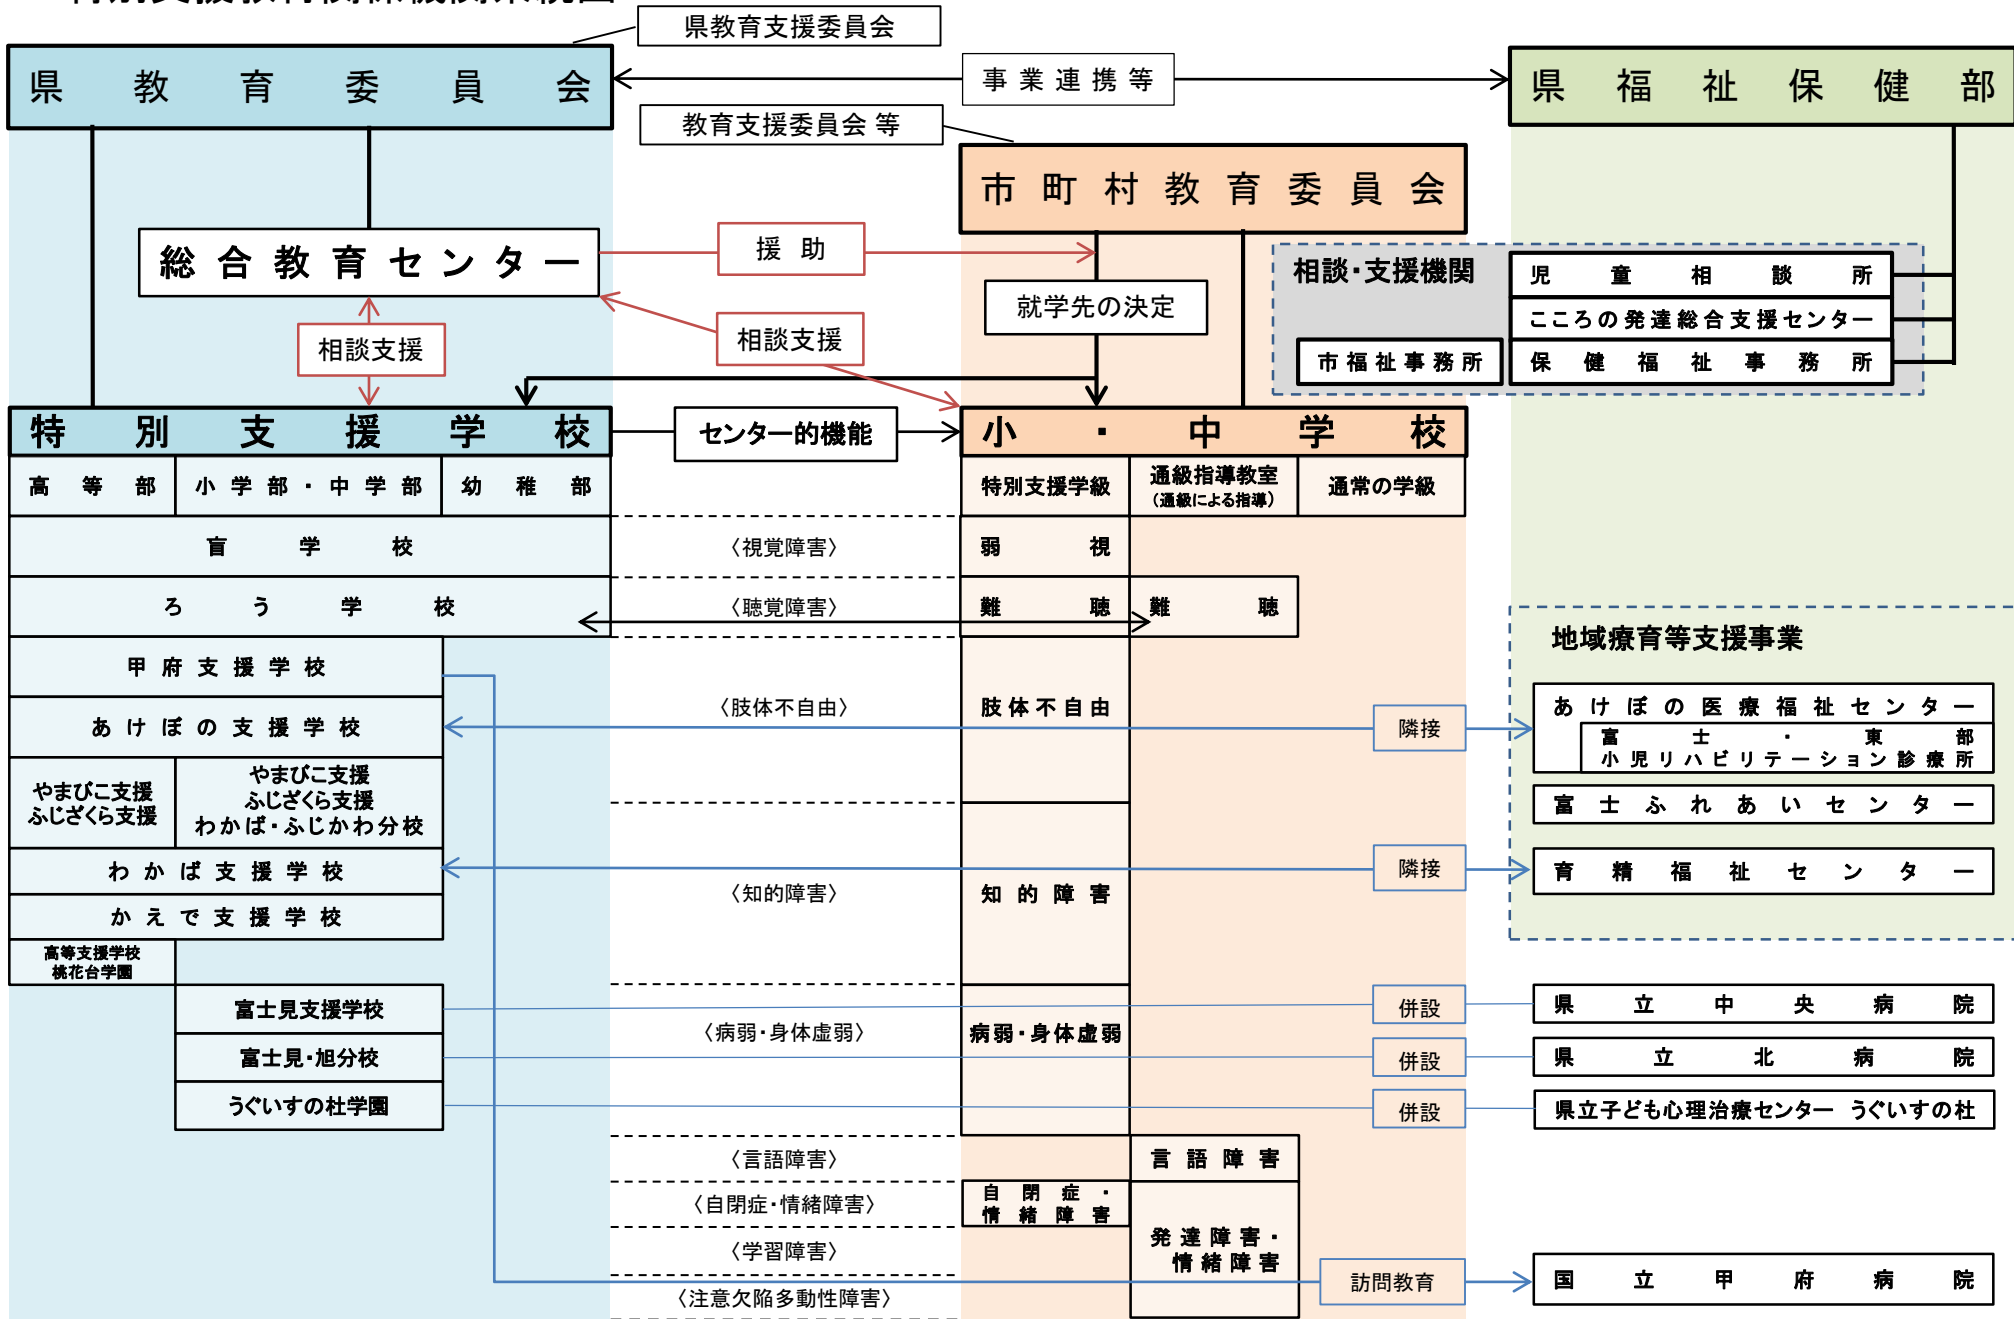 県教育支援委員会
県教育委員会
事業連携等
県福祉保健部
教育支援委員会 等
市町村教育委員会
総合教育センター
援助
相談・支援機関
児童相談所
こころの発達総合支援センター
市福祉事務所
保健福祉事務所
就学先の決定
相談支援
相談支援
特別支援学校
センター的機能
小・中学校
高等部
小学部・中学部
幼稚部
特別支援学級
通級指導教室
(通級による指導)
通常の学級
盲学校
〈視覚障害〉
弱視
ろう学校
〈聴覚障害〉
難聴
難聴
地域療育等支援事業
甲府支援学校
〈肢体不自由〉
肢体不自由
あけぼの支援学校
隣接
あけぼの医療福祉センター
富士・東部
小児リハビリテーション診療所
やまびこ支援
ふじざくら支援
やまびこ支援
ふじざくら支援
わかば・ふじかわ分校
富士ふれあいセンター
わかば支援学校
隣接
育精福祉センター
〈知的障害〉
知的障害
かえで支援学校
高等支援学校
桃花台学園
富士見支援学校
併設
県立中央病院
〈病弱・身体虚弱〉
病弱・身体虚弱
富士見・旭分校
併設
県立北病院
うぐいすの杜学園
併設
県立子ども心理治療センター うぐいすの杜
〈言語障害〉
言語障害
〈自閉症・情緒障害〉
自閉症・
情緒障害
〈学習障害〉
発達障害・
情緒障害
訪問教育
国立甲府病院
〈注意欠陥多動性障害〉